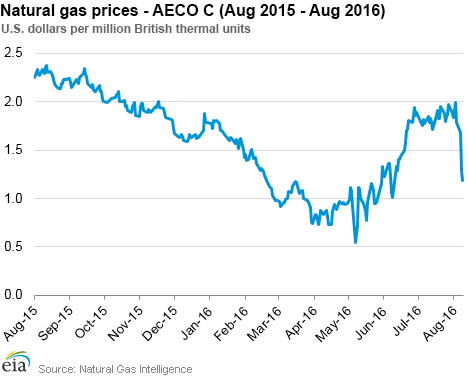 Natural gas prices - AECO C (Aug 2015 - Aug 2016)
U.S. dollars per million British thermal units
2.5
2.0
1.5
1.0
0.5
0.0
Aug-15
Sep-15
Oct-15
Nov-15
Dec-15
Jan-16
Feb-16
Mar-16
Apr-16
May-16
Jun-16
Jul-16
Aug-16
eia
Source: Natural Gas Intelligence